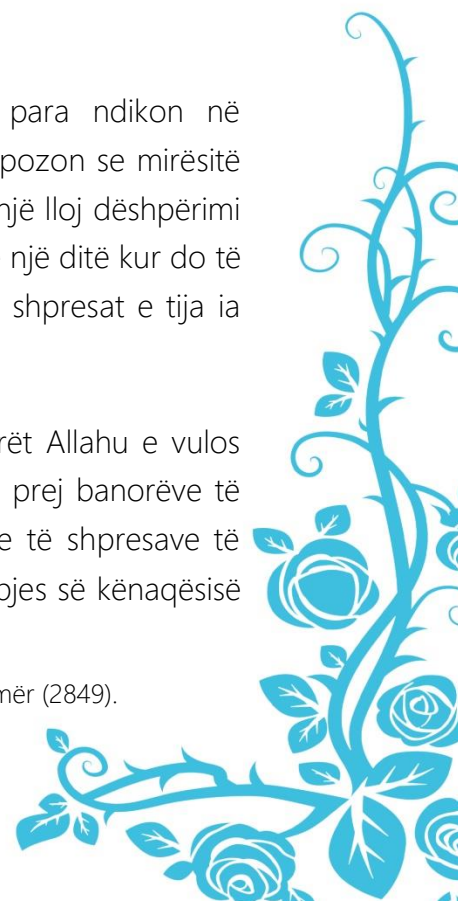 para ndikon në
pozon se mirësitë
një lloj dëshpërimi
një ditë kur do të
shpresat e tija ia
rët Allahu e vulos
prej banorëve të
e të shpresave të
pjes së kënaqësisë
mër (2849).